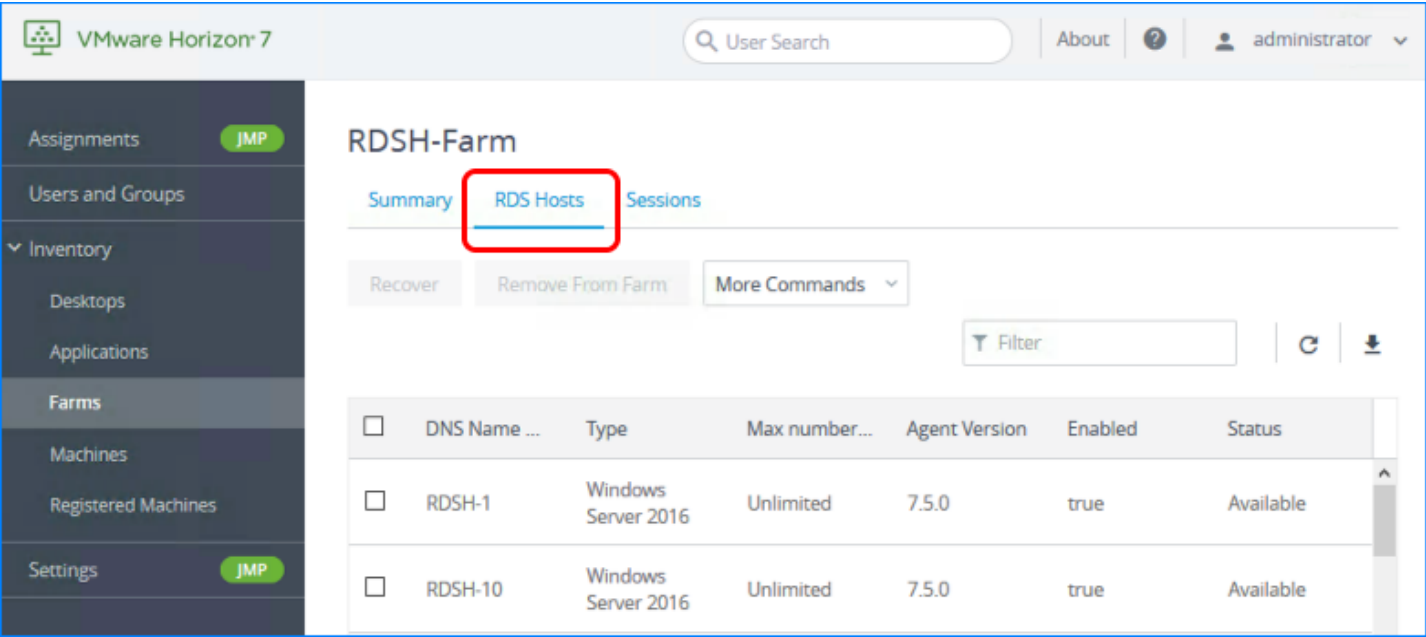 VMware Horizon 7
User Search
About
?
administrator
Assignments
JMP
Users and Groups
Inventory
Desktops
Applications
Farms
Machines
Registered Machines
Settings
JMP
RDSH-Farm
Summary RDS Hosts Sessions
Recover Remove From Farm More Commands
Filter
DNS Name ... Type Max number... Agent Version Enabled Status
RDSH-1 Windows Server 2016 Unlimited 7.5.0 true Available
RDSH-10 Windows Server 2016 Unlimited 7.5.0 true Available